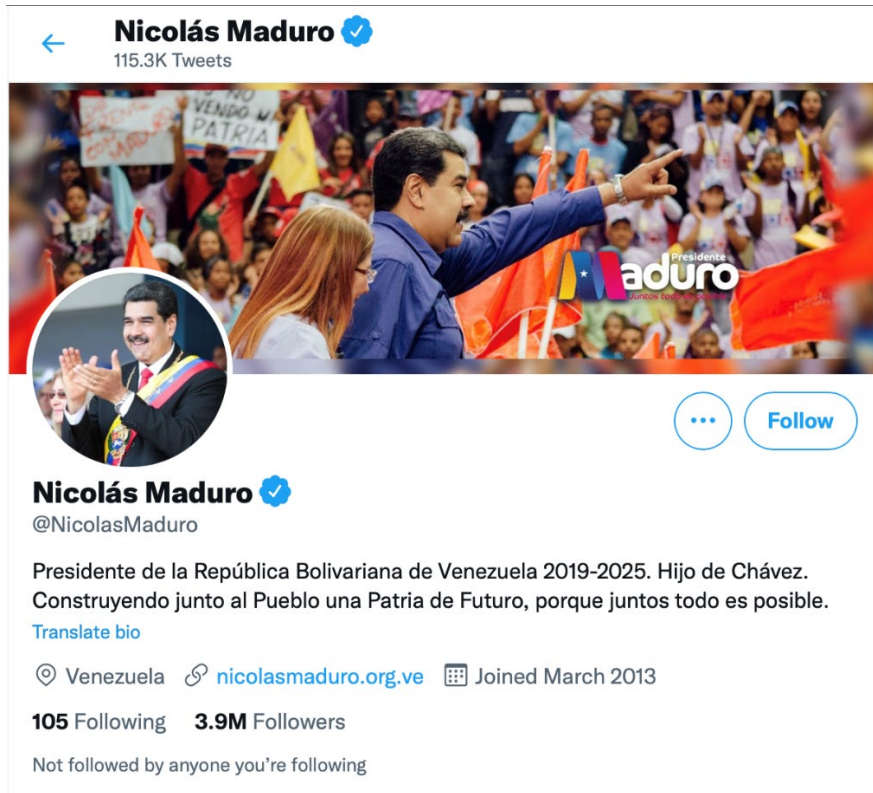 Nicolás Maduro
115.3K Tweets
NO
VENDO MI
PATRIA
Presidente
Maduro
Juntos todo
Follow
Nicolás Maduro
@NicolasMaduro
Presidente de la República Bolivariana de Venezuela 2019-2025. Hijo de Chávez.
Construyendo junto al Pueblo una Patria de Futuro, porque juntos todo es posible.
Translate bio
Venezuela nicolasmaduro.org.ve Joined March 2013
105 Following 3.9M Followers
Not followed by anyone you’re following